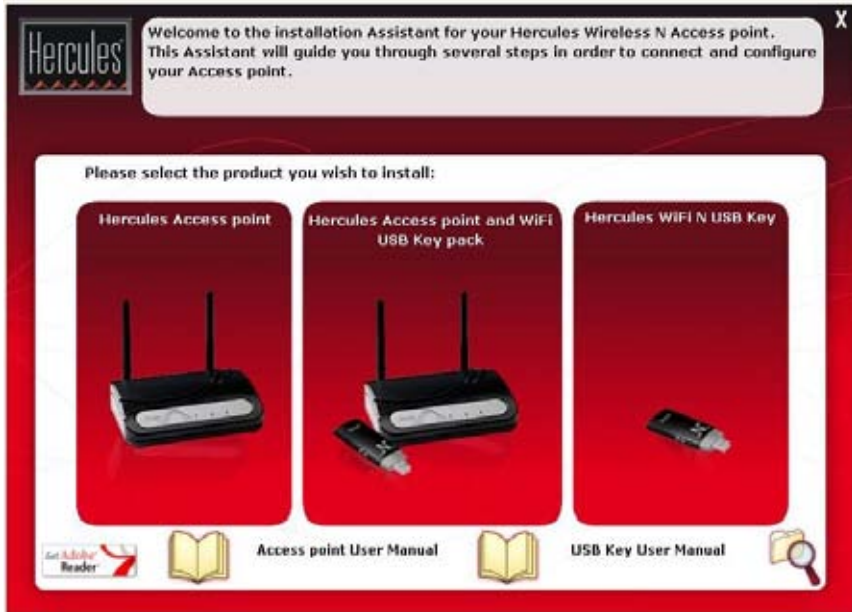 Hercules
Welcome to the installation Assistant for your Hercules Wireless N Access point.
This Assistant will guide you through several steps in order to connect and configure
your Access point.
X
Please select the product you wish to install:
Hercules Access point
Hercules Access point and WiFi
USB Key pack
Hercules WiFi N USB Key
Get Adobe
Reader
Access point User Manual
USB Key User Manual